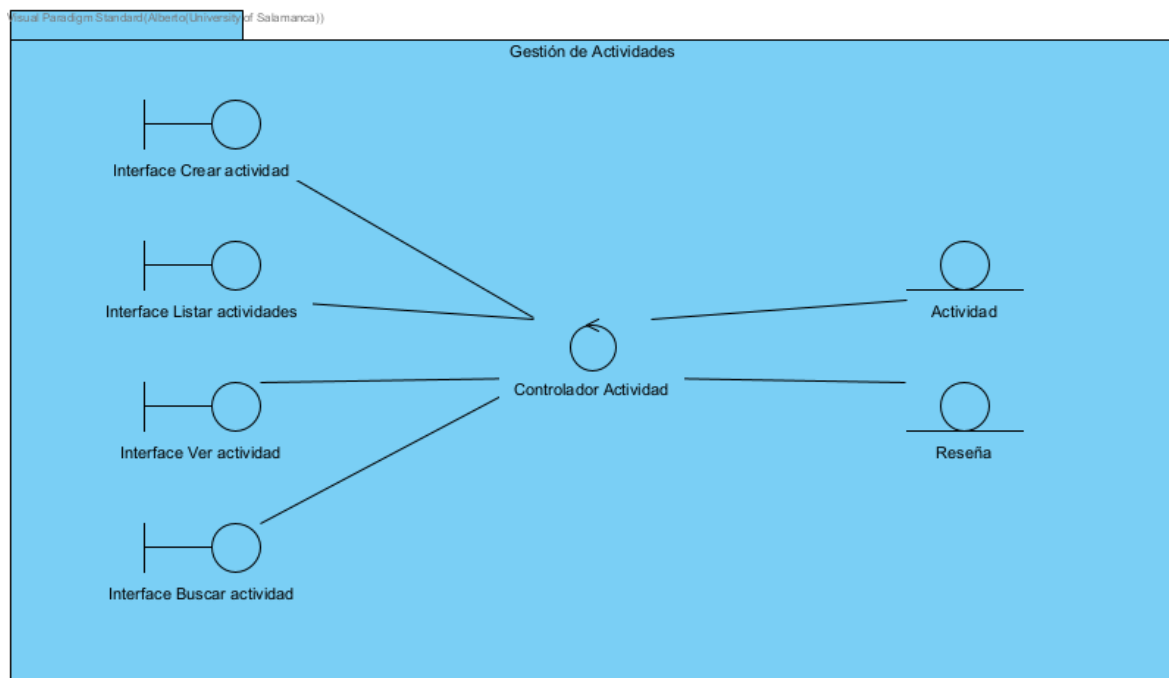 Visual Paradigm Standard(Alberto(University of Salamanca))
Gestión de Actividades
Interface Crear actividad
Interface Listar actividades
Actividad
Controlador Actividad
Interface Ver actividad
Reseña
Interface Buscar actividad